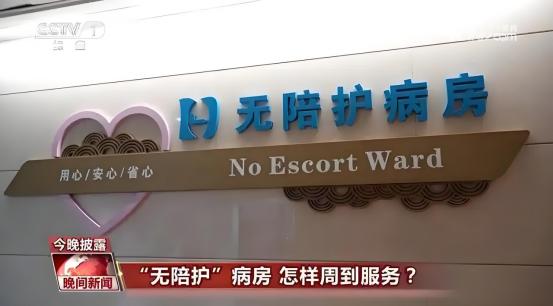 CCTV 1
综合
无陪护病房
用心/安心/省心
No Escort Ward
今晚披露
晚间新闻
“无陪护”病房 怎样周到服务？